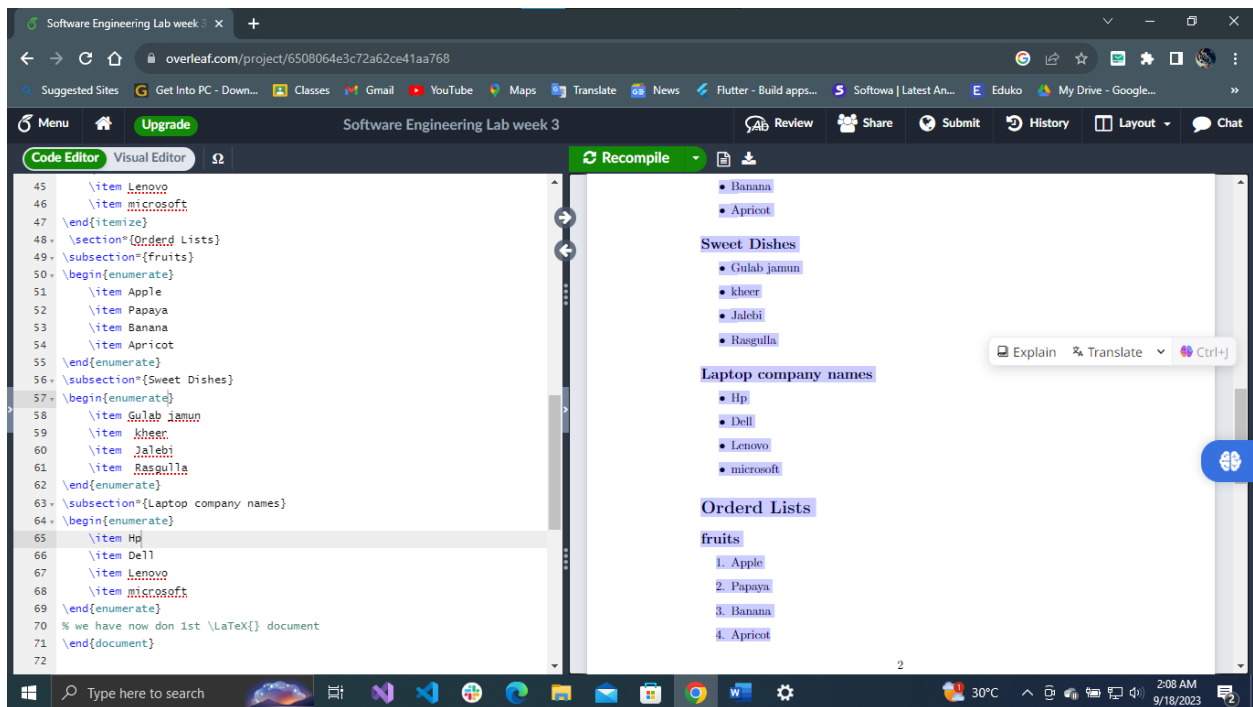 Software Engineering Lab week 3
overleaf.com/project/6508064e3c72a62ce41aa768
Suggested Sites Get Into PC - Down... Classes Gmail YouTube Maps Translate News Flutter - Build apps... Softowa | Latest An... Eduko My Drive - Google... »
Menu Upgrade Software Engineering Lab week 3 Review Share Submit History Layout Chat
Code Editor Visual Editor Ω Recompile
45 \item Lenovo
46 \item microsoft
47 \end{itemize}
48 \section*{Orderd Lists}
49 \subsection*{fruits}
50 \begin{enumerate}
51 \item Apple
52 \item Papaya
53 \item Banana
54 \item Apricot
55 \end{enumerate}
56 \subsection*{Sweet Dishes}
57 \begin{enumerate}
58 \item Gulab jamun
59 \item kheer
60 \item Jalebi
61 \item Rasgulla
62 \end{enumerate}
63 \subsection*{Laptop company names}
64 \begin{enumerate}
65 \item Hp
66 \item Dell
67 \item Lenovo
68 \item microsoft
69 \end{enumerate}
70 % we have now don 1st \LaTeX{} document
71 \end{document}
72
• Banana
• Apricot
Sweet Dishes
• Gulab jamun
• kheer
• Jalebi
• Rasgulla
Laptop company names
• Hp
• Dell
• Lenovo
• microsoft
Orderd Lists
fruits
1. Apple
2. Papaya
3. Banana
4. Apricot
2
Explain Translate Ctrl+J
Type here to search 30°C 2:08 AM
9/18/2023 2